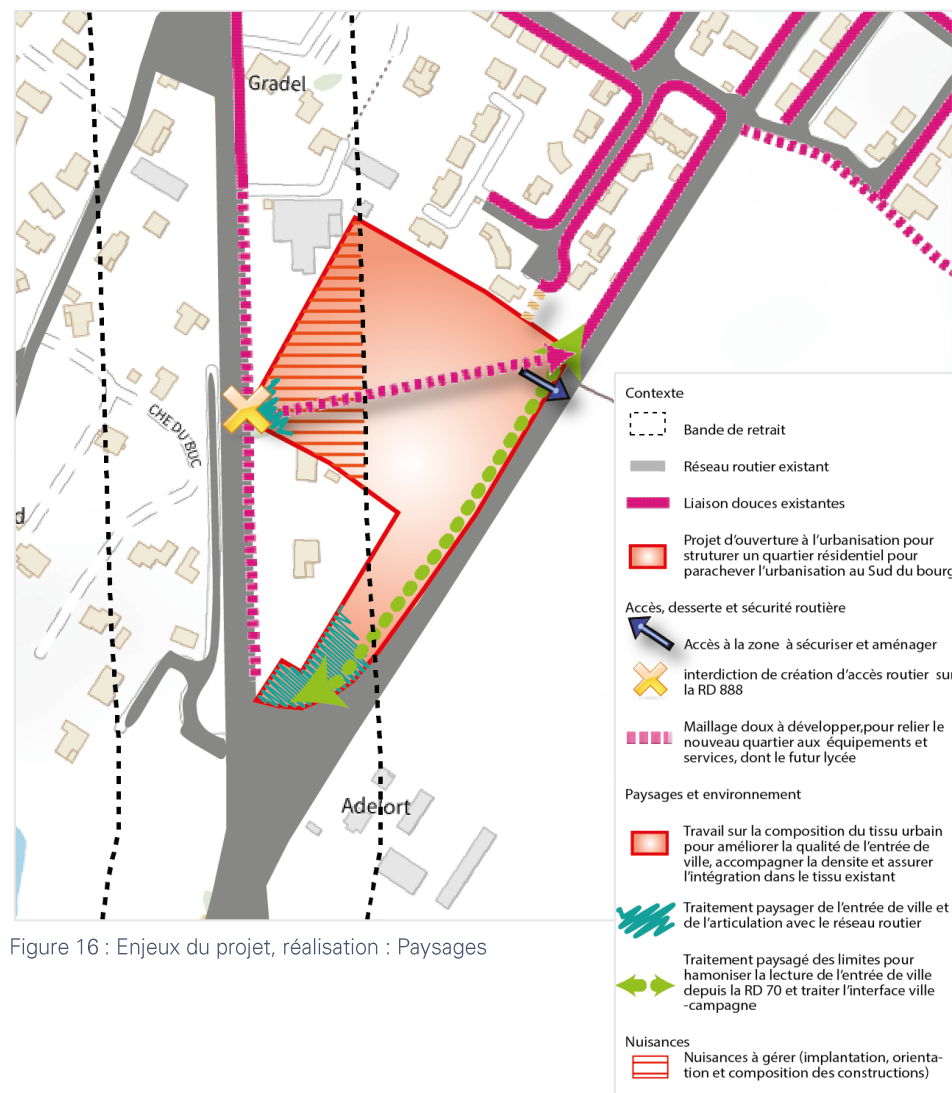 Gradel
CHE DU BUC
d
Adelort
Contexte
Bande de retrait
Réseau routier existant
Liaison douces existantes
Projet d'ouverture à l'urbanisation pour
struturer un quartier résidentiel pour
parachever l'urbanisation au Sud du bourg
Accès, desserte et sécurité routière
Accès à la zone à sécuriser et aménager
interdiction de création d'accès routier sur
la RD 888
Maillage doux à développer,pour relier le
nouveau quartier aux équipements et
services, dont le futur lycée
Paysages et environnement
Travail sur la composition du tissu urbain
pour améliorer la qualité de l'entrée de
ville, accompagner la densite et assurer
l'intégration dans le tissu existant
Traitement paysager de l'entrée de ville et
de l'articulation avec le réseau routier
Traitement paysagé des limites pour
hamoniser la lecture de l'entrée de ville
depuis la RD 70 et traiter l'interface ville
-campagne
Nuisances
Nuisances à gérer (implantation, orienta-
tion et composition des constructions)
Figure 16 : Enjeux du projet, réalisation : Paysages